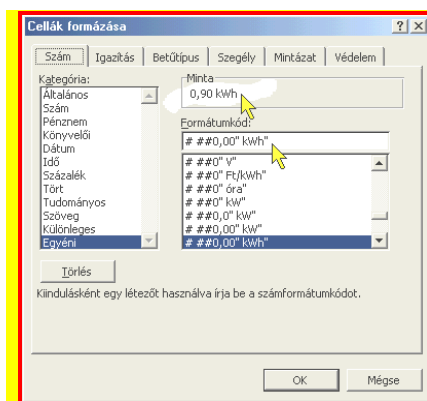 Cellák formázása
Szám Igazítás Betűtípus Szegély Mintázat Védelem
Kategória:
Általános
Szám
Pénznem
Könyvelői
Dátum
Idő
Százalék
Tört
Tudományos
Szöveg
Különleges
Egyéni
Minta
0,90 kWh
Formátumkód:
# ##0,00" kWh"
# ##0" V"
# ##0" Ft/kWh"
# ##0" óra"
# ##0" kW"
# ##0,0" kW"
# ##0,00" kW"
# ##0,00" kWh"
Törlés
Kiindulásként egy létezőt használva írja be a számformátumkódot.
OK Mégse